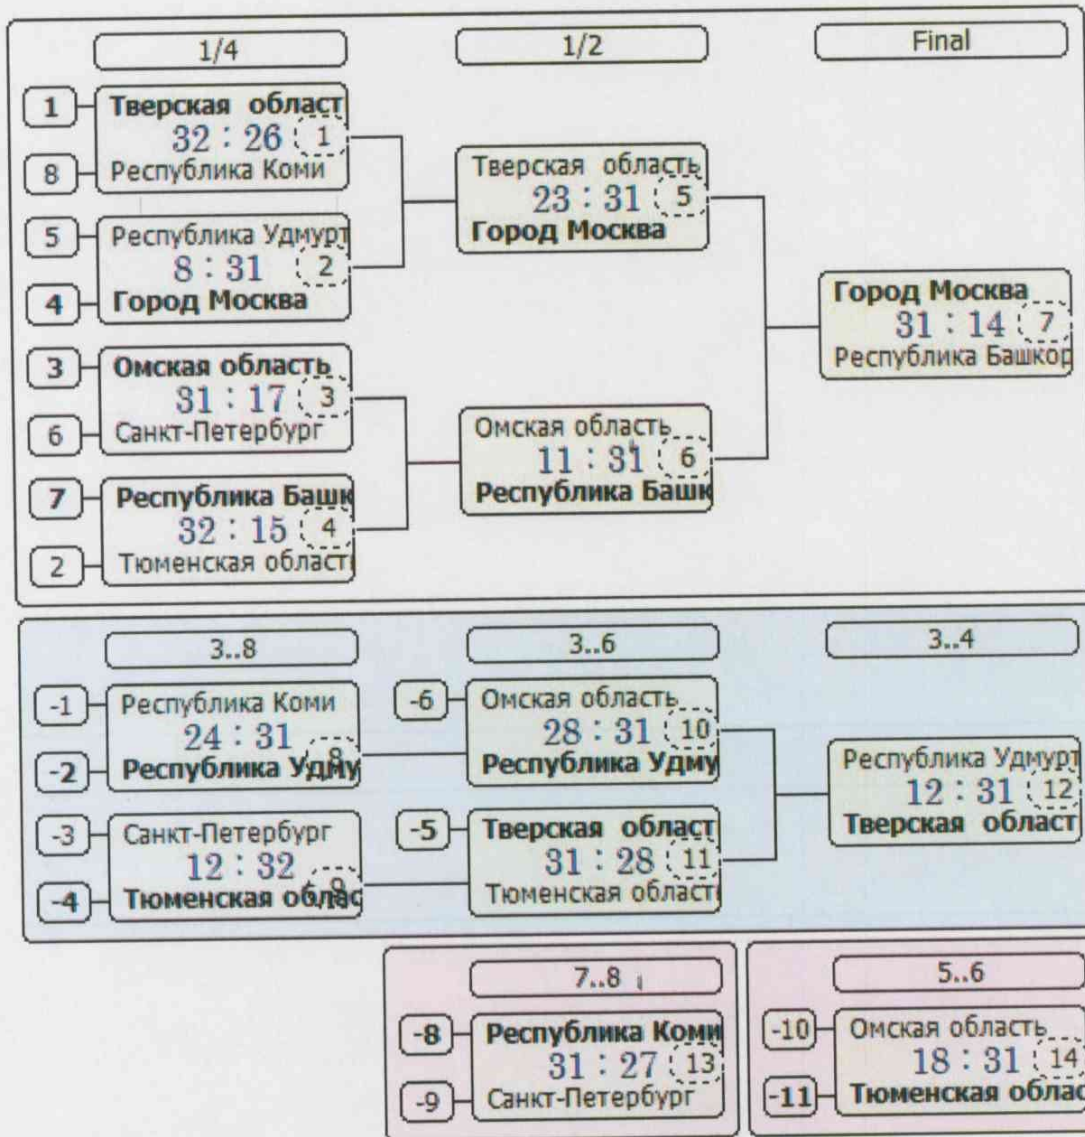 1/4
1/2
Final
1
Тверская област
32 : 26
1
8
Республика Коми
5
Республика Удмурт
8 : 31
2
4
Город Москва
3
Омская область
31 : 17
3
6
Санкт-Петербург
7
Республика Башк
32 : 15
4
2
Тюменская област
Тверская область
23 : 31
5
Город Москва
Омская область
11 : 31
6
Республика Башк
Город Москва
31 : 14
7
Республика Башкор
3..8
3..6
3..4
-1
Республика Коми
24 : 31
8
-2
Республика Удму
-3
Санкт-Петербург
12 : 32
9
-4
Тюменская облас
-6
Омская область
28 : 31
10
Республика Удму
-5
Тверская област
31 : 28
11
Тюменская област
Республика Удмурт
12 : 31
12
Тверская област
7..8
-8
Республика Коми
31 : 27
13
-9
Санкт-Петербург
5..6
-10
Омская область
18 : 31
14
-11
Тюменская облас